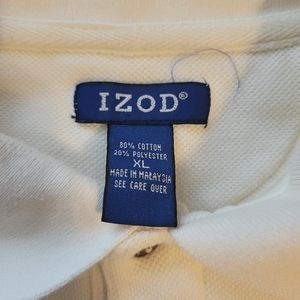 IZOD®
80% COTTON
20% POLYESTER
XL
MADE IN MALAYSIA
SEE CARE OVER